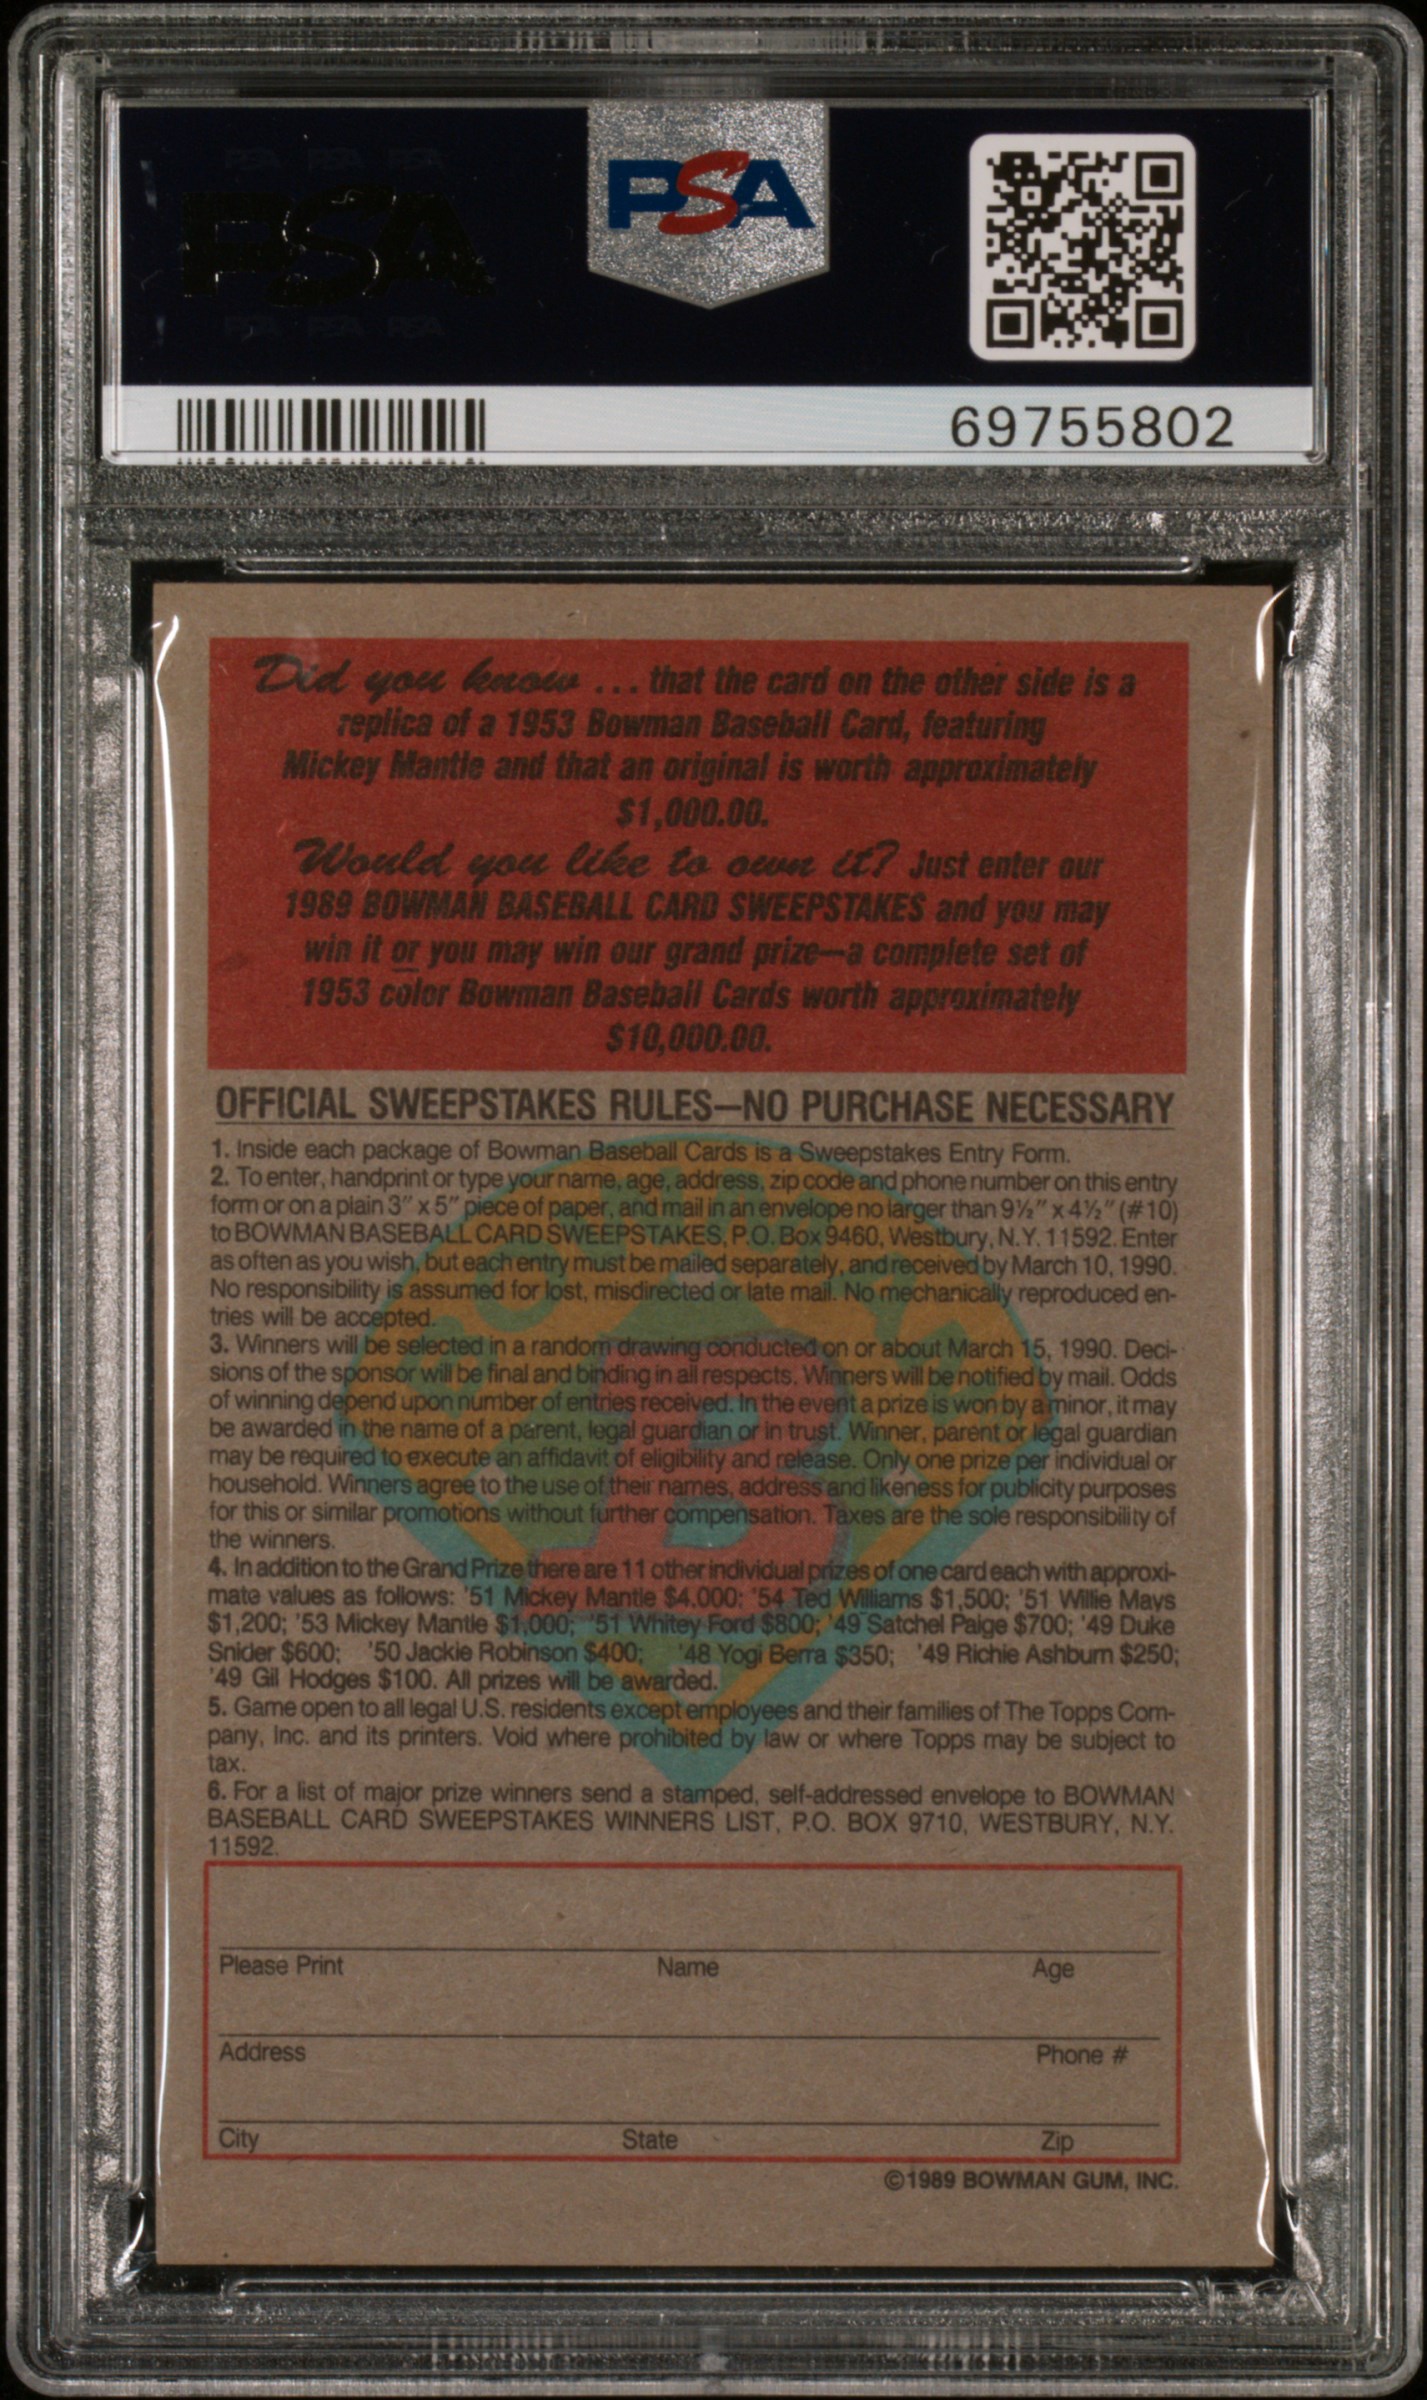 PSA PSA PSA
PSA
PSA PSA PSA
PSA
69755802
Did you know ... that the card on the other side is a
replica of a 1953 Bowman Baseball Card, featuring
Mickey Mantle and that an original is worth approximately
$1,000.00.
Would you like to own it? Just enter our
1989 BOWMAN BASEBALL CARD SWEEPSTAKES and you may
win it or you may win our grand prize—a complete set of
1953 color Bowman Baseball Cards worth approximately
$10,000.00.
OFFICIAL SWEEPSTAKES RULES—NO PURCHASE NECESSARY
1. Inside each package of Bowman Baseball Cards is a Sweepstakes Entry Form.
2. To enter, handprint or type your name, age, address, zip code and phone number on this entry
form or on a plain 3" x 5" piece of paper, and mail in an envelope no larger than 9½" x 4½" (#10)
to BOWMAN BASEBALL CARD SWEEPSTAKES, P.O. Box 9460, Westbury, N.Y. 11592. Enter
as often as you wish, but each entry must be mailed separately, and received by March 10, 1990.
No responsibility is assumed for lost, misdirected or late mail. No mechanically reproduced en-
tries will be accepted.
3. Winners will be selected in a random drawing conducted on or about March 15, 1990. Deci-
sions of the sponsor will be final and binding in all respects. Winners will be notified by mail. Odds
of winning depend upon number of entries received. In the event a prize is won by a minor, it may
be awarded in the name of a parent, legal guardian or in trust. Winner, parent or legal guardian
may be required to execute an affidavit of eligibility and release. Only one prize per individual or
household. Winners agree to the use of their names, address and likeness for publicity purposes
for this or similar promotions without further compensation. Taxes are the sole responsibility of
the winners.
4. In addition to the Grand Prize there are 11 other individual prizes of one card each with approxi-
mate values as follows: '51 Mickey Mantle $4.000; '54 Ted Williams $1,500; '51 Willie Mays
$1,200; '53 Mickey Mantle $1,000; '51 Whitey Ford $800; '49 Satchel Paige $700; '49 Duke
Snider $600; '50 Jackie Robinson $400; '48 Yogi Berra $350; '49 Richie Ashburn $250;
'49 Gil Hodges $100. All prizes will be awarded.
5. Game open to all legal U.S. residents except employees and their families of The Topps Com-
pany, Inc. and its printers. Void where prohibited by law or where Topps may be subject to
tax.
6. For a list of major prize winners send a stamped, self-addressed envelope to BOWMAN
BASEBALL CARD SWEEPSTAKES WINNERS LIST, P.O. BOX 9710, WESTBURY, N.Y.
11592.
B
Please Print Name Age
Address Phone #
City State Zip
©1989 BOWMAN GUM, INC.
PSA